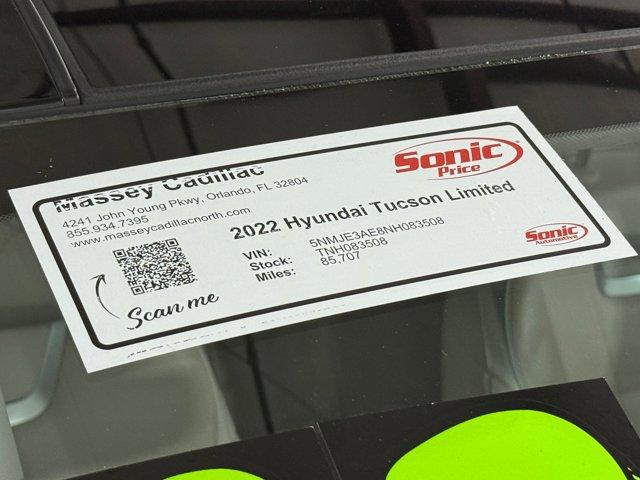 Massey Cadillac
4241 John Young Pkwy, Orlando, FL 32804
855.934.7395
www.masseycadillacnorth.com
Sonic
Price
2022 Hyundai Tucson Limited
VIN: 5NMJE3AE8NH083508
Stock: TNH083508
Miles: 85,707
Scan me
Sonic
Automotive